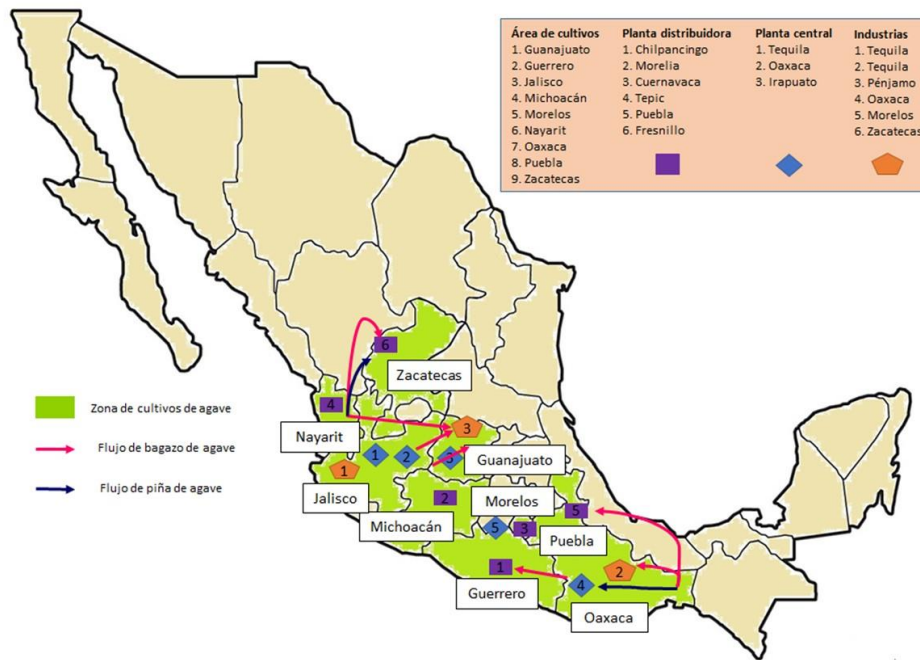 Área de cultivos
1. Guanajuato
2. Guerrero
3. Jalisco
4. Michoacán
5. Morelos
6. Nayarit
7. Oaxaca
8. Puebla
9. Zacatecas
Planta distribuidora
1. Chilpancingo
2. Morelia
3. Cuernavaca
4. Tepic
5. Puebla
6. Fresnillo
Planta central
1. Tequila
2. Oaxaca
3. Irapuato
Industrias
1. Tequila
2. Tequila
3. Pénjamo
4. Oaxaca
5. Morelos
6. Zacatecas
6
Zacatecas
4
Zona de cultivos de agave
3
Nayarit
Flujo de bagazo de agave
1
2
3
Guanajuato
1
Flujo de piña de agave
Jalisco
2
Morelos
Michoacán
5
3
5
Puebla
1
2
4
Guerrero
Oaxaca